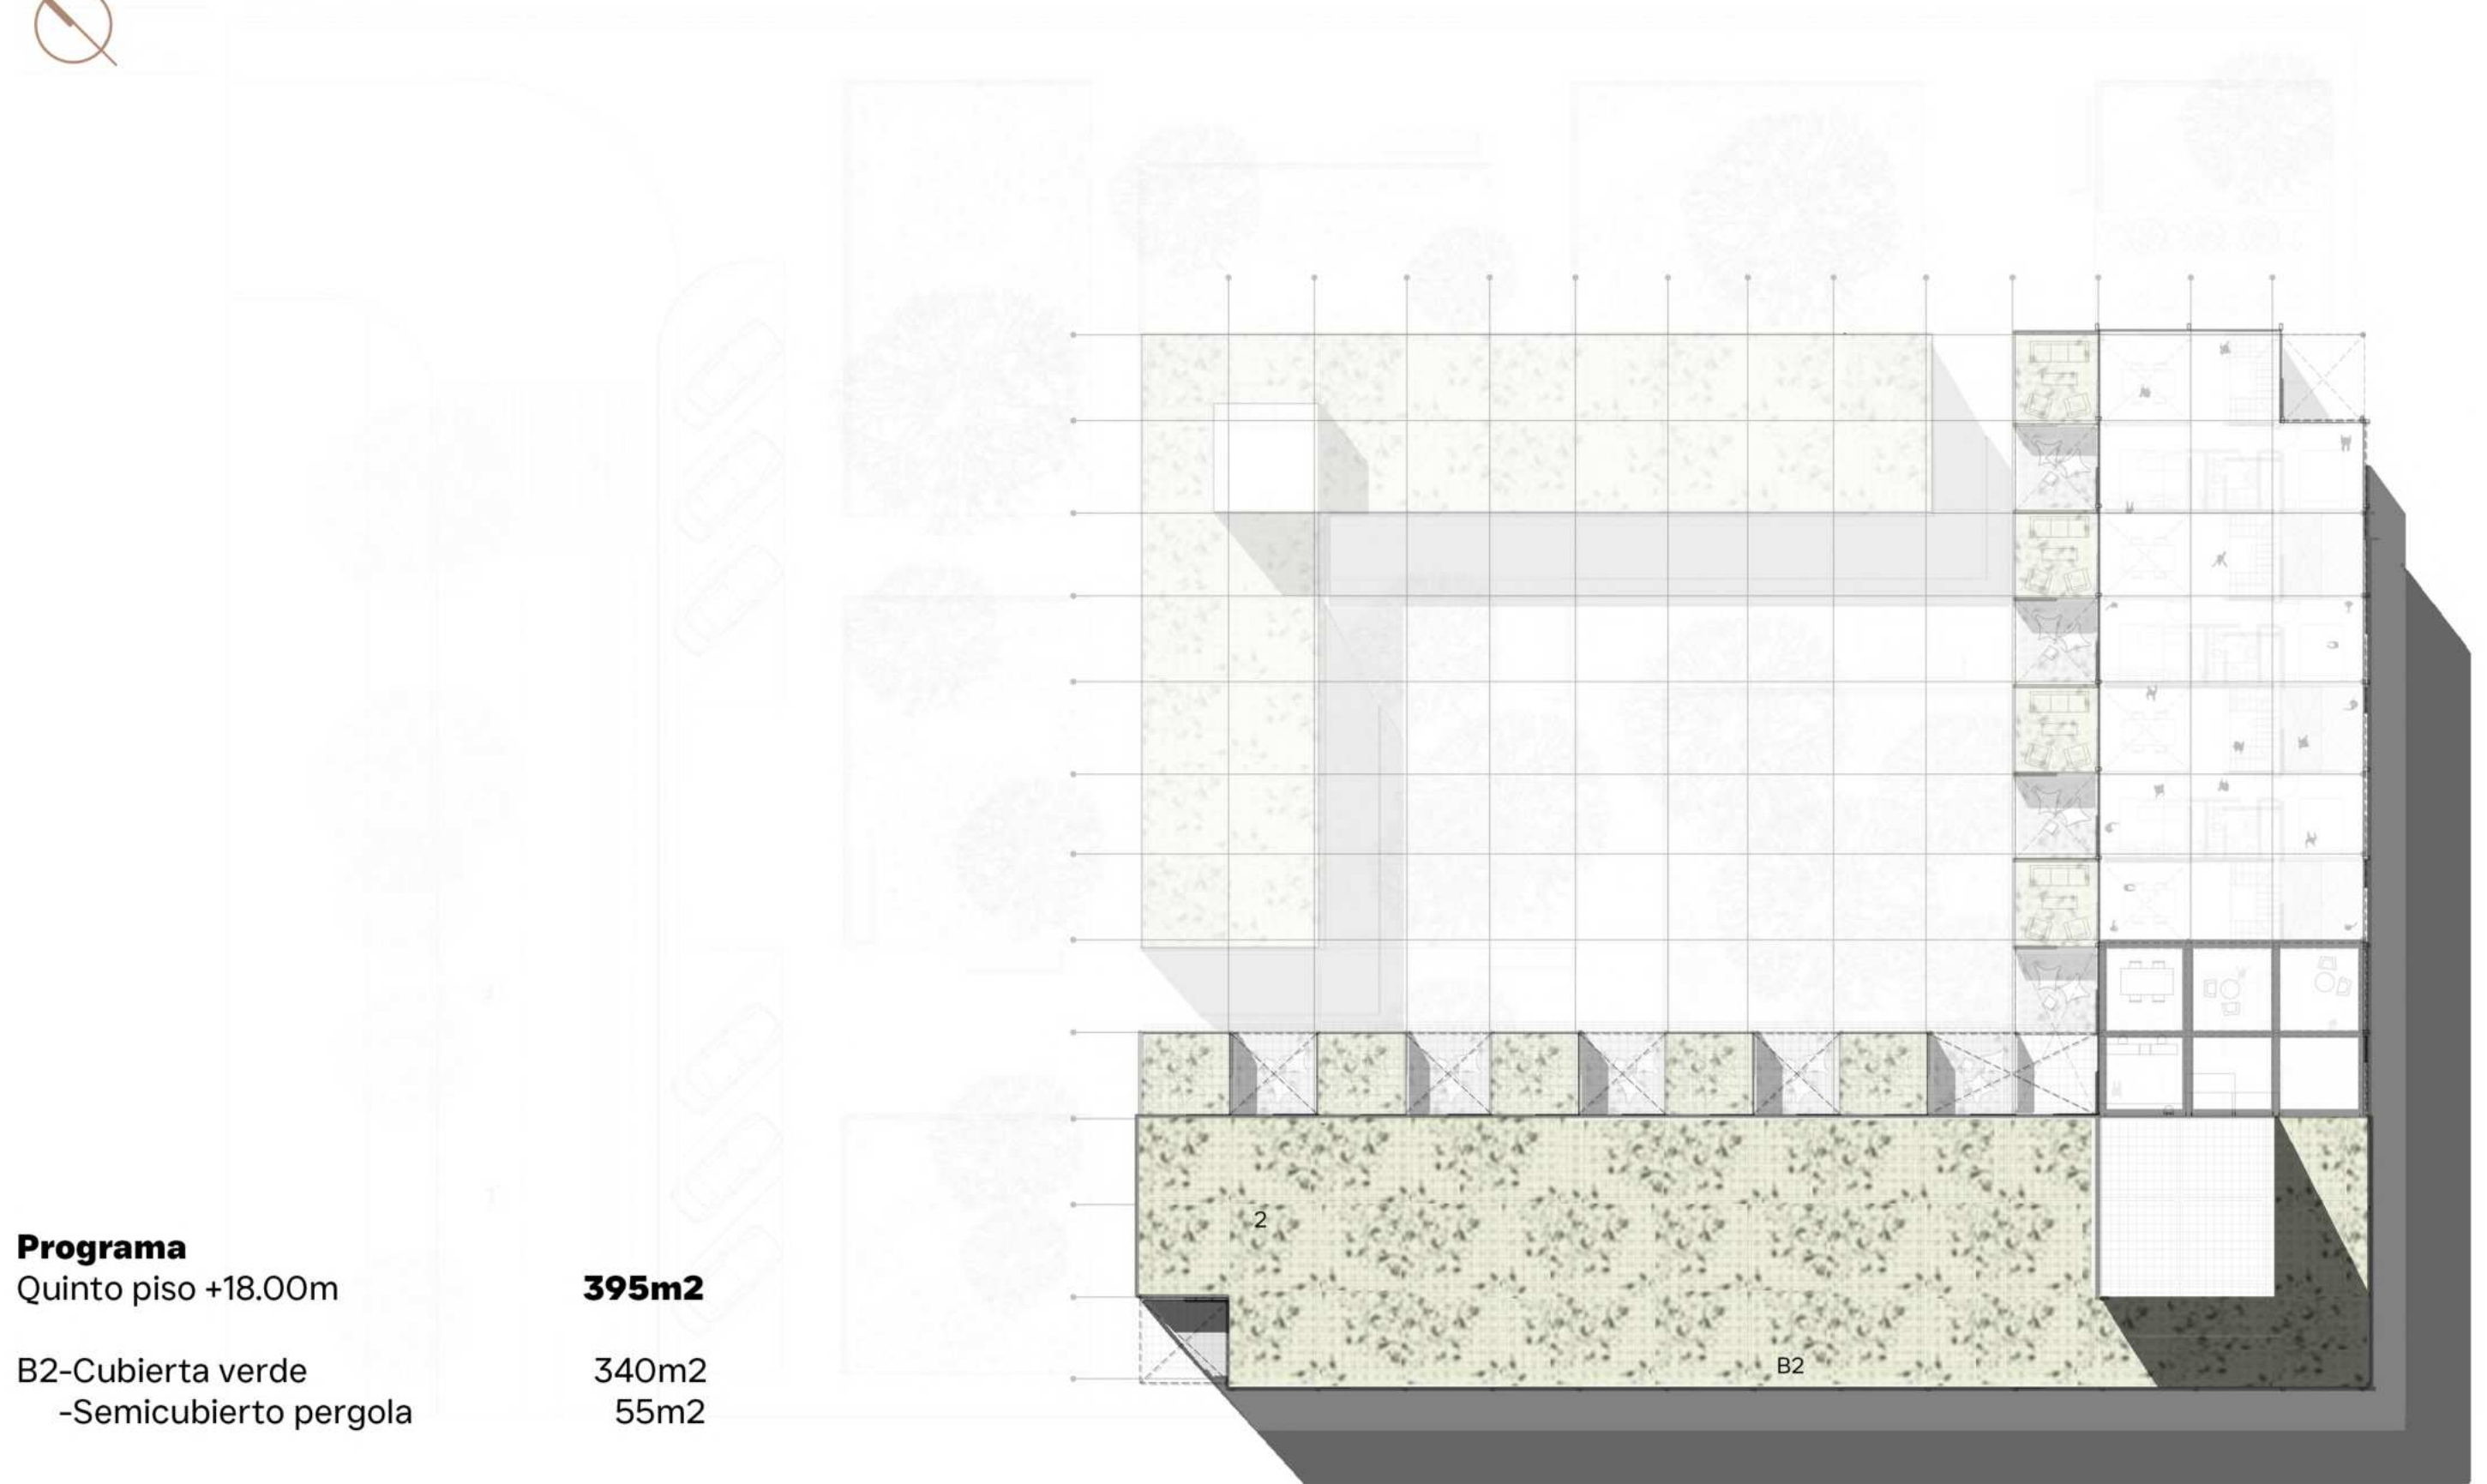 2
B2
Programa
Quinto piso +18.00m 395m2
B2-Cubierta verde 340m2
-Semicubierto pergola 55m2